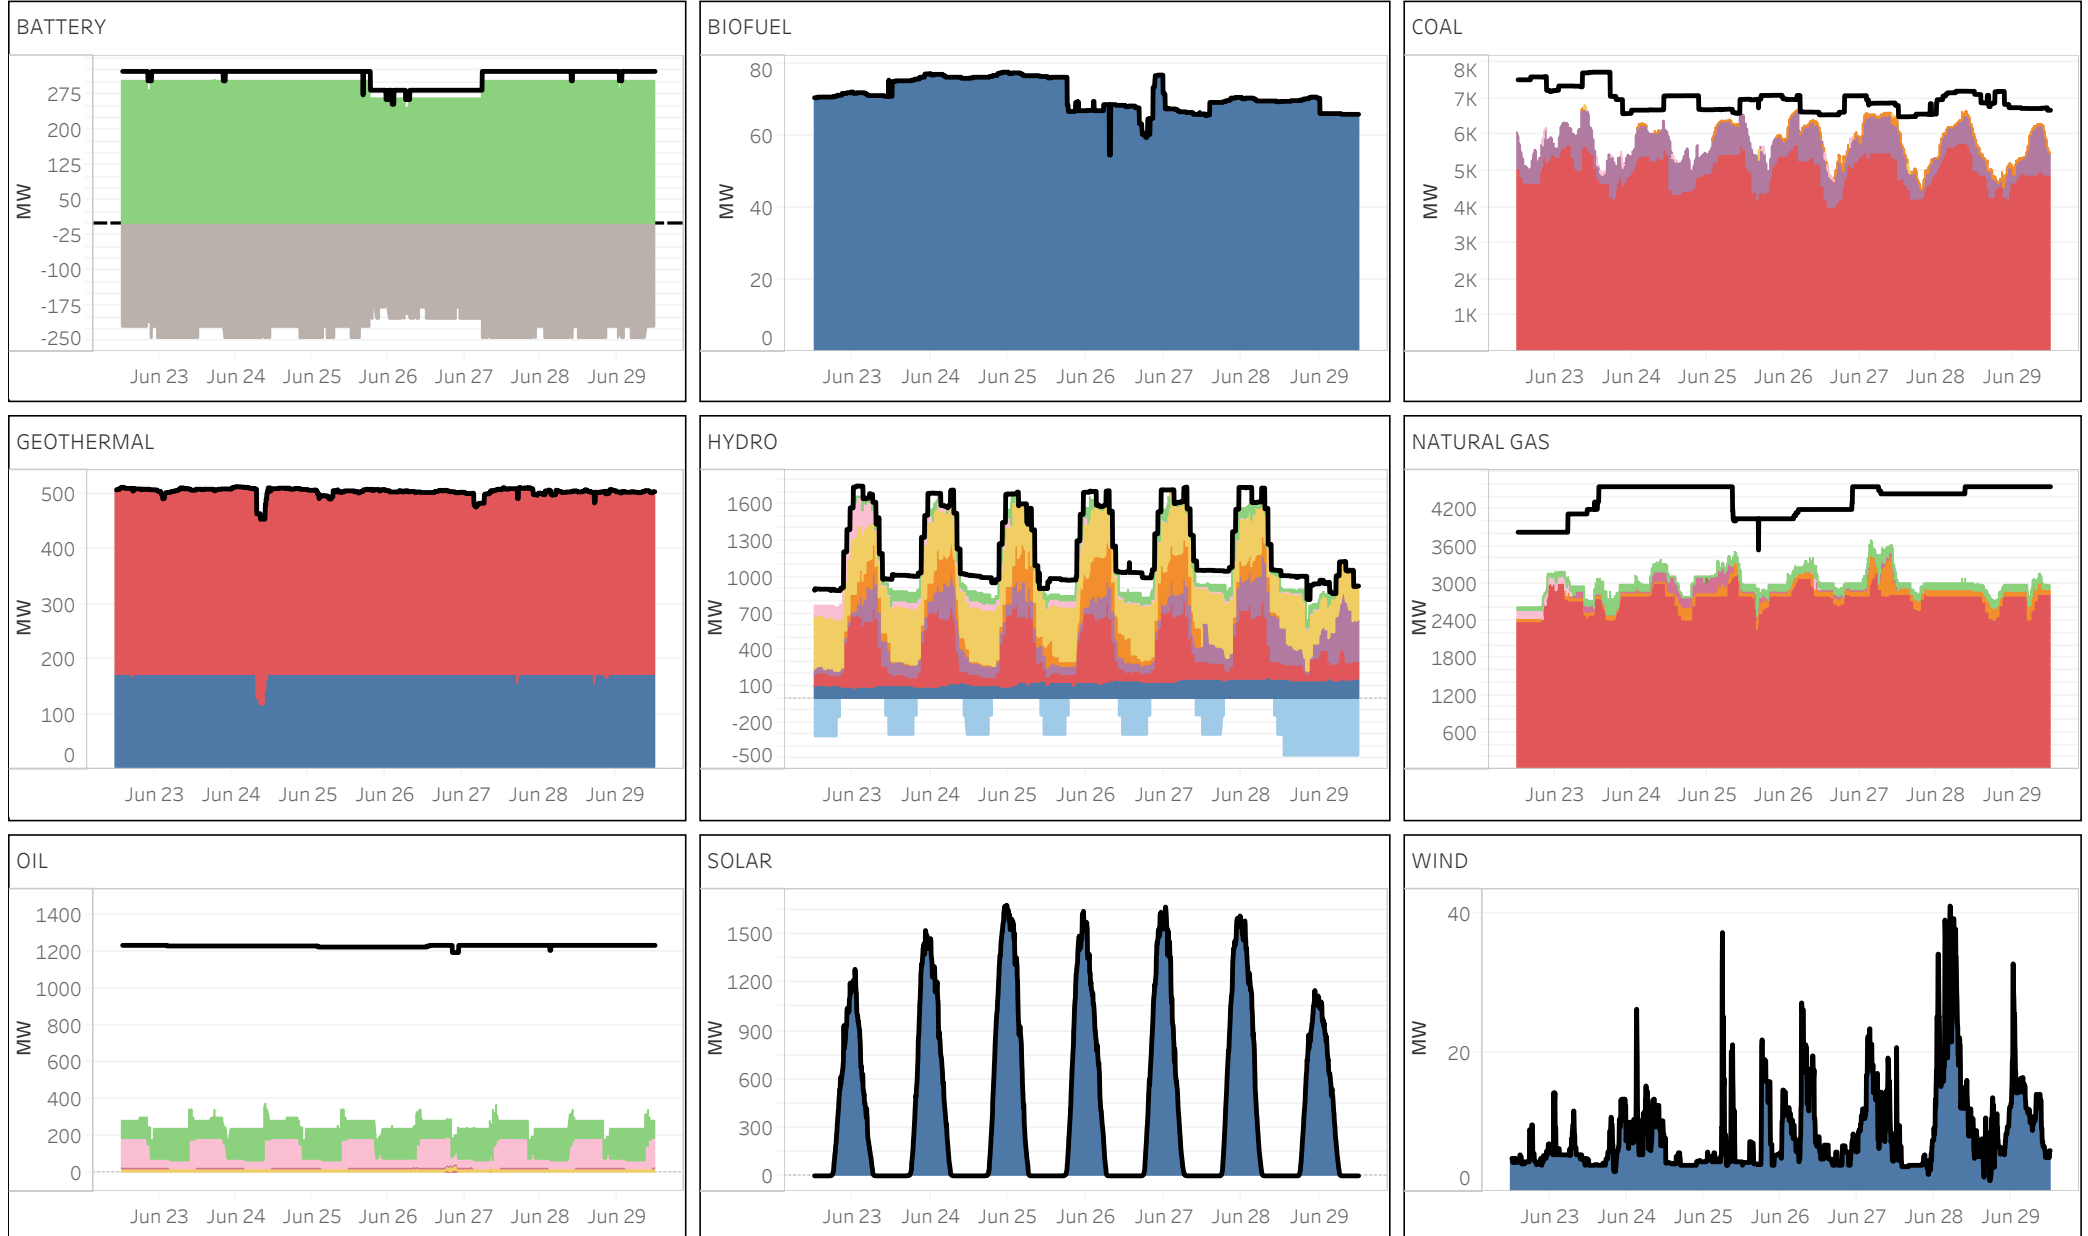 BATTERY
MW
275
200
125
50
-25
-100
-175
-250
Jun 23 Jun 24 Jun 25 Jun 26 Jun 27 Jun 28 Jun 29
BIOFUEL
MW
80
60
40
20
0
Jun 23 Jun 24 Jun 25 Jun 26 Jun 27 Jun 28 Jun 29
COAL
MW
8K
7K
6K
5K
4K
3K
2K
1K
Jun 23 Jun 24 Jun 25 Jun 26 Jun 27 Jun 28 Jun 29
GEOTHERMAL
MW
500
400
300
200
100
0
Jun 23 Jun 24 Jun 25 Jun 26 Jun 27 Jun 28 Jun 29
HYDRO
MW
1600
1300
1000
700
400
100
-200
-500
Jun 23 Jun 24 Jun 25 Jun 26 Jun 27 Jun 28 Jun 29
NATURAL GAS
MW
4200
3600
3000
2400
1800
1200
600
Jun 23 Jun 24 Jun 25 Jun 26 Jun 27 Jun 28 Jun 29
OIL
MW
1400
1200
1000
800
600
400
200
0
Jun 23 Jun 24 Jun 25 Jun 26 Jun 27 Jun 28 Jun 29
SOLAR
MW
1500
1200
900
600
300
0
Jun 23 Jun 24 Jun 25 Jun 26 Jun 27 Jun 28 Jun 29
WIND
MW
40
20
0
Jun 23 Jun 24 Jun 25 Jun 26 Jun 27 Jun 28 Jun 29